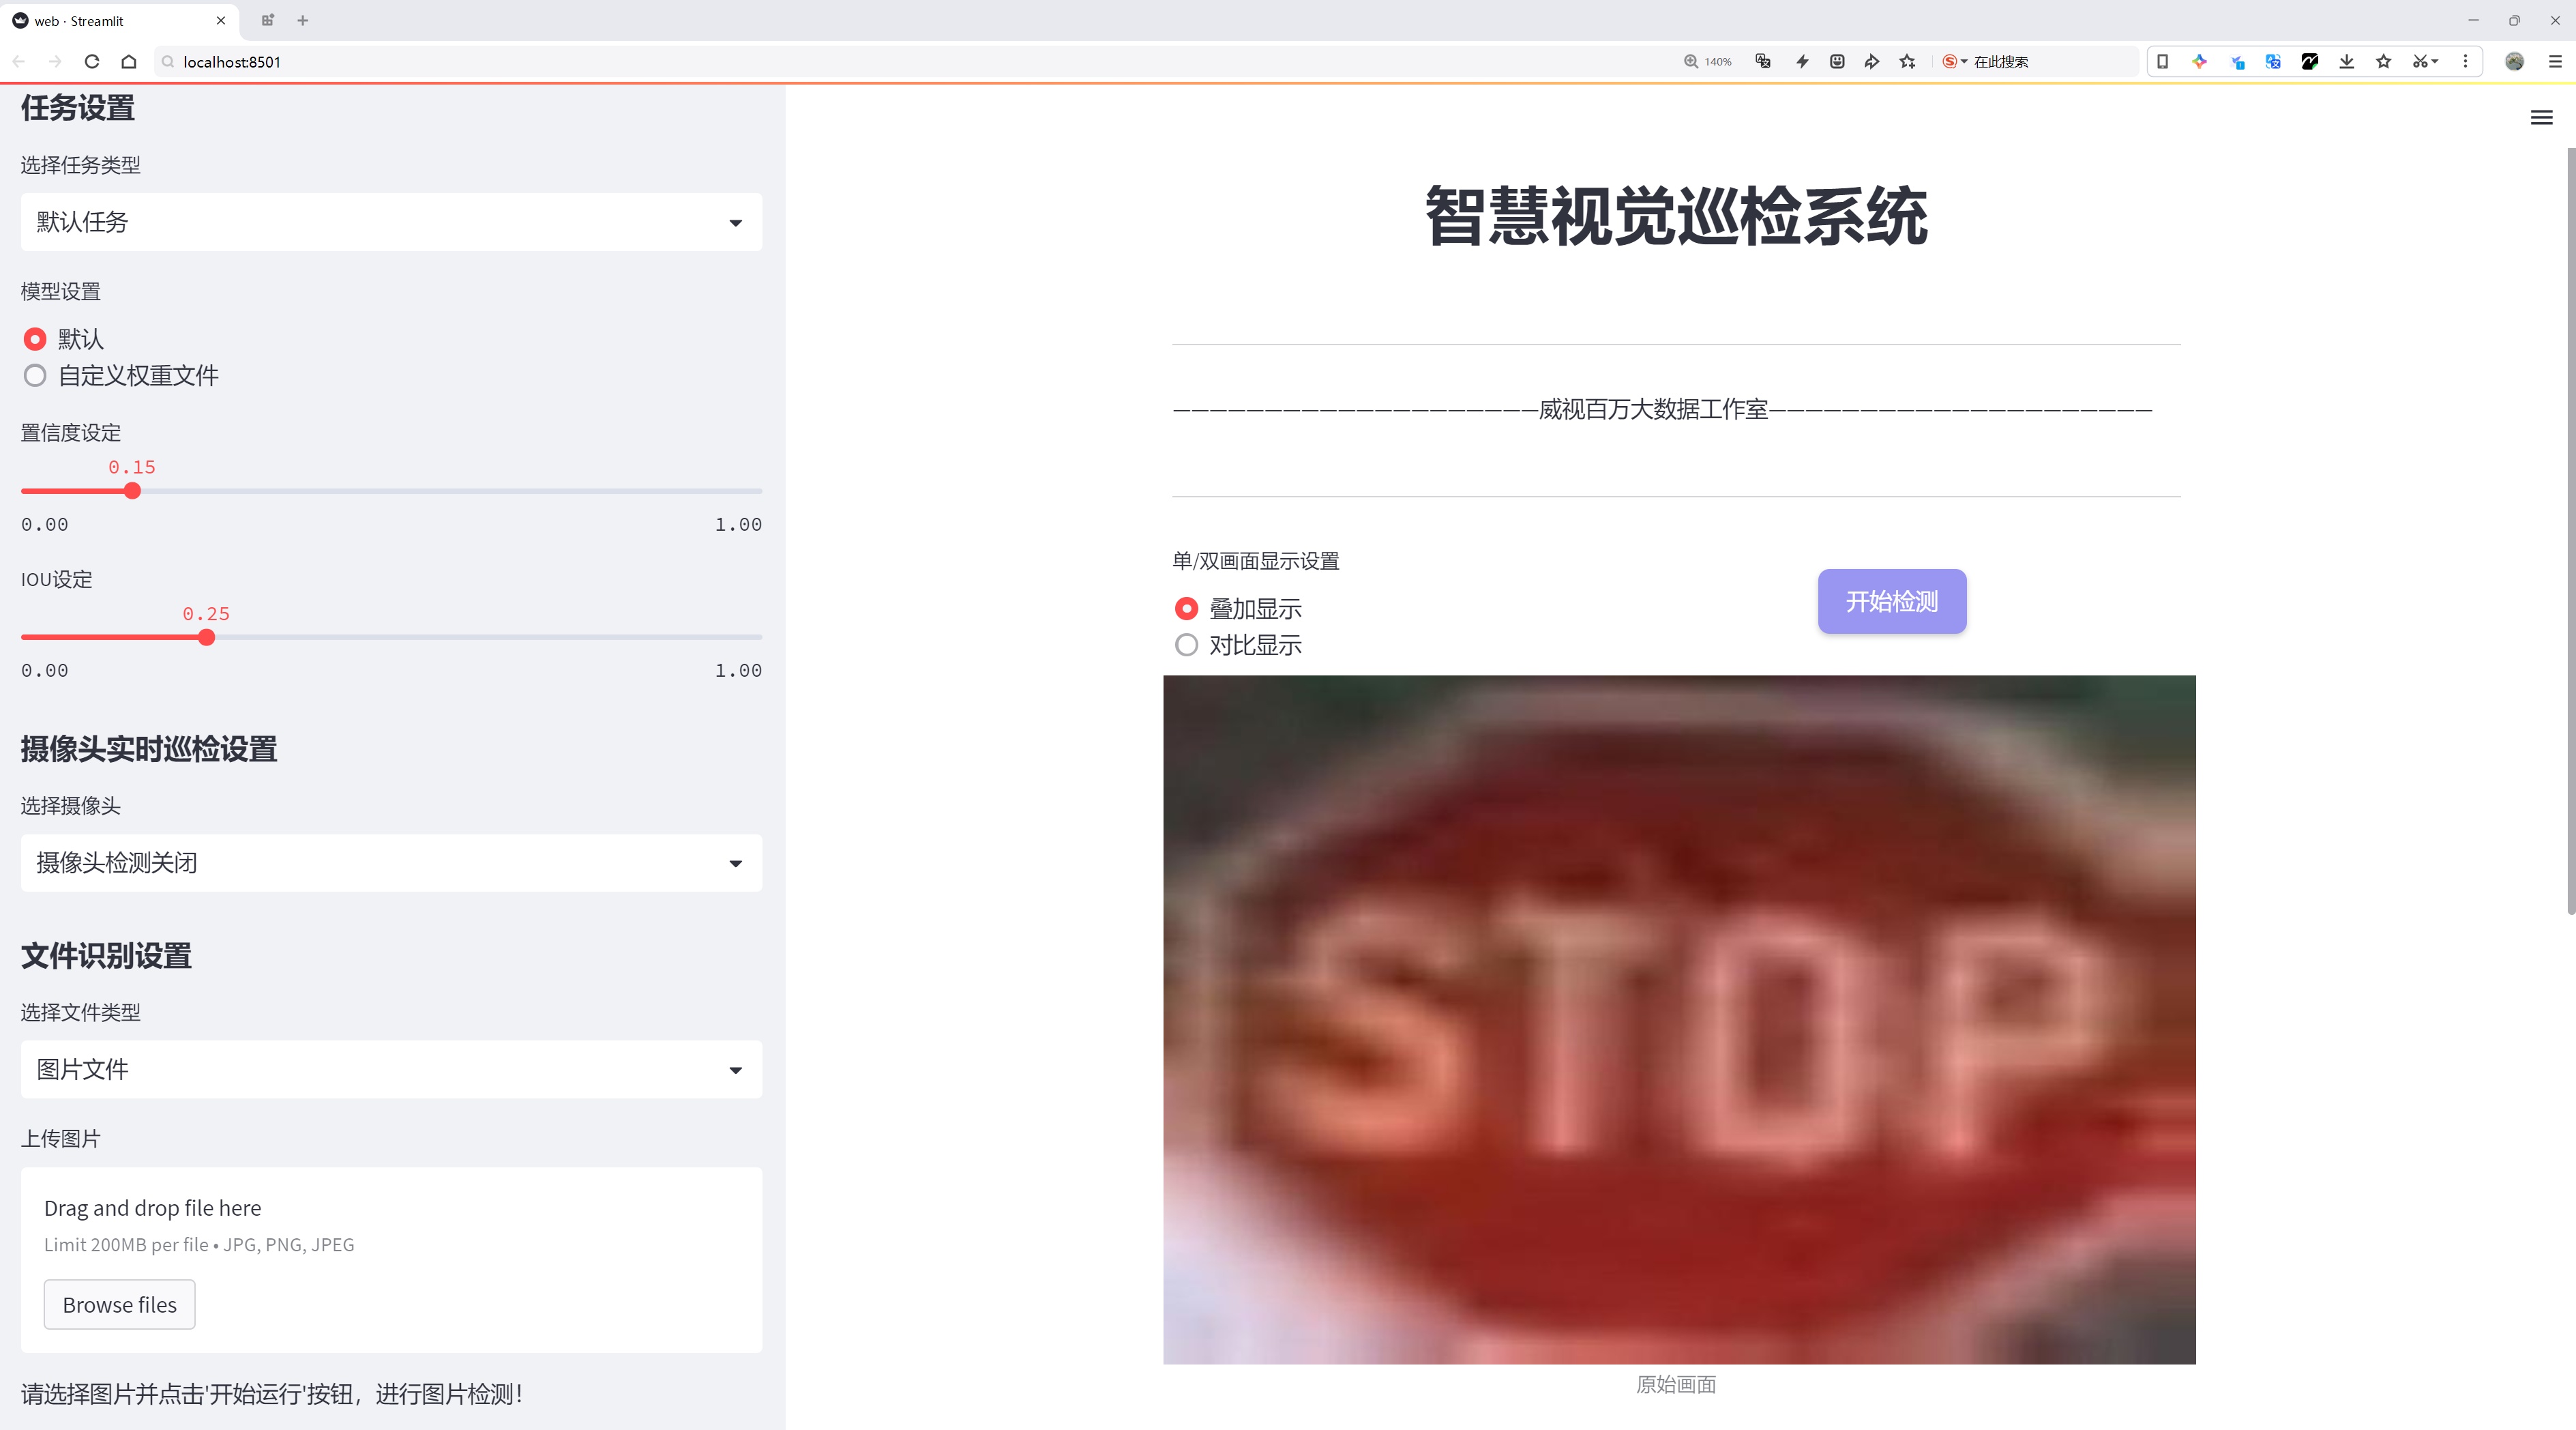 web · Streamlit
localhost:8501
140%
在此搜索
任务设置
选择任务类型
默认任务
模型设置
默认
自定义权重文件
置信度设定
0.15
0.00
1.00
IOU设定
0.25
0.00
1.00
摄像头实时巡检设置
选择摄像头
摄像头检测关闭
文件识别设置
选择文件类型
图片文件
上传图片
Drag and drop file here
Limit 200MB per file • JPG, PNG, JPEG
Browse files
请选择图片并点击'开始运行'按钮，进行图片检测！
智慧视觉巡检系统
————————————————————威视百万大数据工作室—————————————————————
单/双画面显示设置
叠加显示
对比显示
开始检测
STOP
原始画面